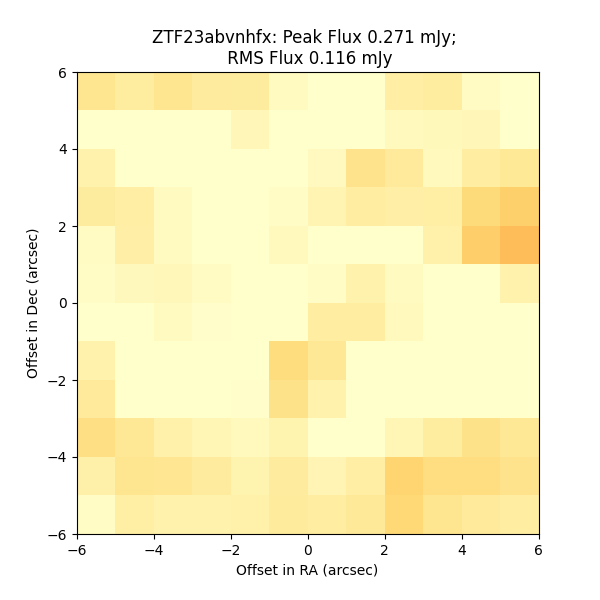 ZTF23abvnhfx: Peak Flux 0.271 mJy;
RMS Flux 0.116 mJy
6
4
2
0
−2
−4
−6
Offset in Dec (arcsec)
−6 −4 −2 0 2 4 6
Offset in RA (arcsec)